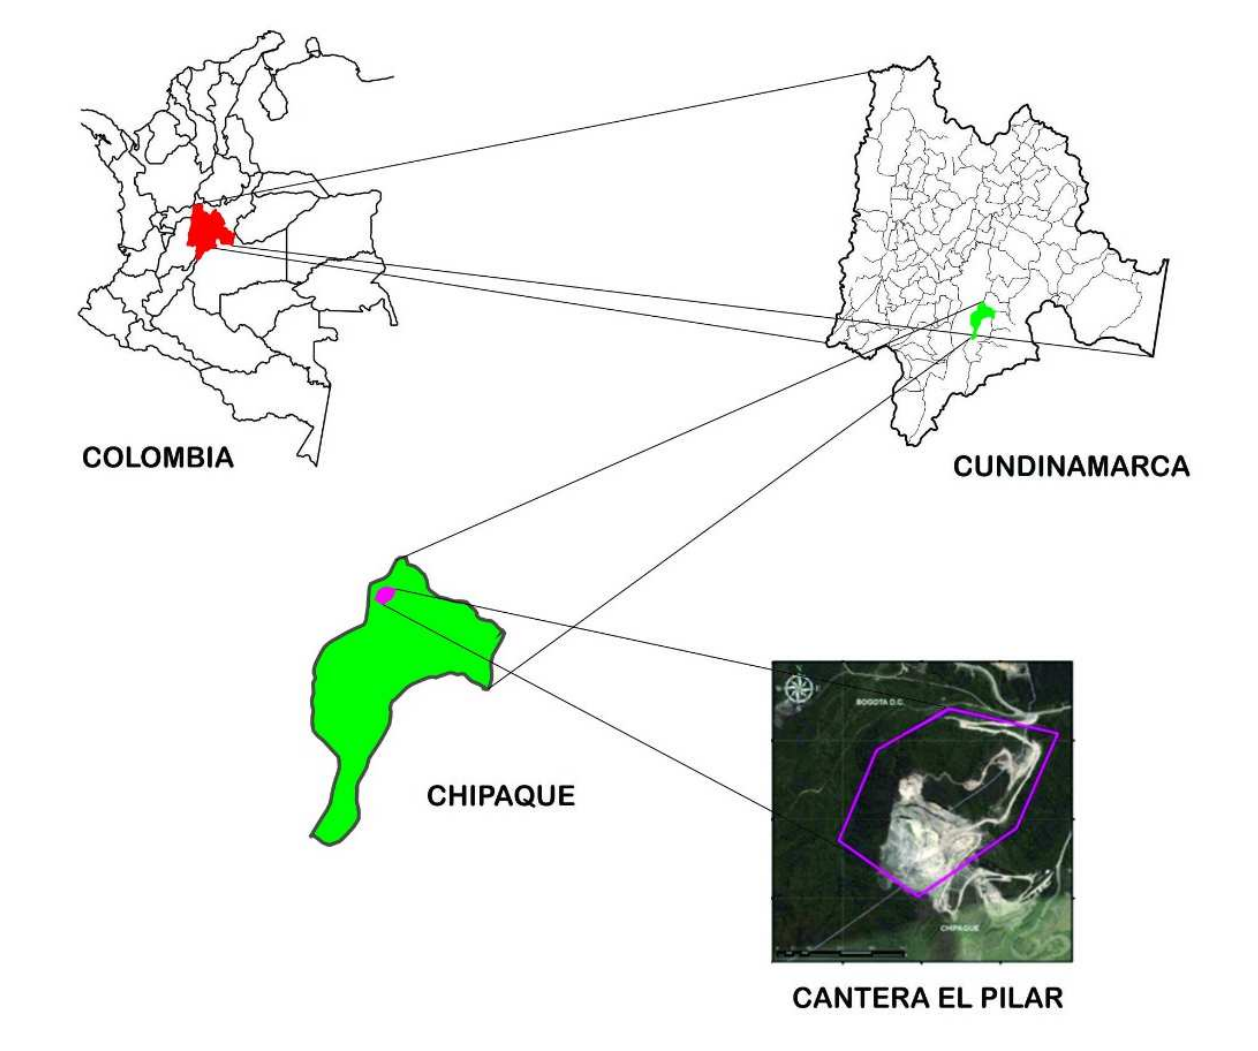 COLOMBIA
CUNDINAMARCA
CHIPAQUE
BOGOTA D.C.
CHIPAQUE
CANTERA EL PILAR